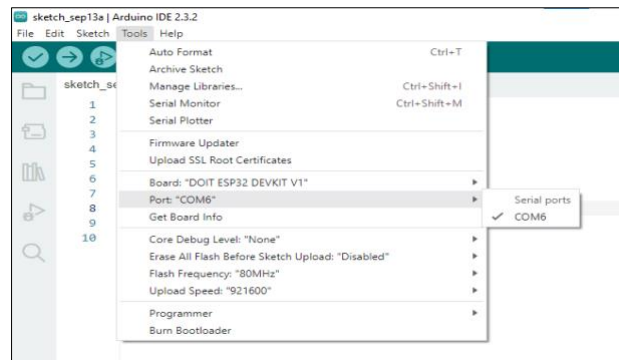 sketch_sep13a | Arduino IDE 2.3.2
File Edit Sketch Tools Help
Auto Format Ctrl+T
Archive Sketch
sketch_se Manage Libraries... Ctrl+Shift+I
1 Serial Monitor Ctrl+Shift+M
2 Serial Plotter
3
4 Firmware Updater
5 Upload SSL Root Certificates
6 Board: "DOIT ESP32 DEVKIT V1"
7 Port: "COM6" Serial ports
8 Get Board Info COM6
9
10 Core Debug Level: "None"
Erase All Flash Before Sketch Upload: "Disabled"
Flash Frequency: "80MHz"
Upload Speed: "921600"
Programmer
Burn Bootloader